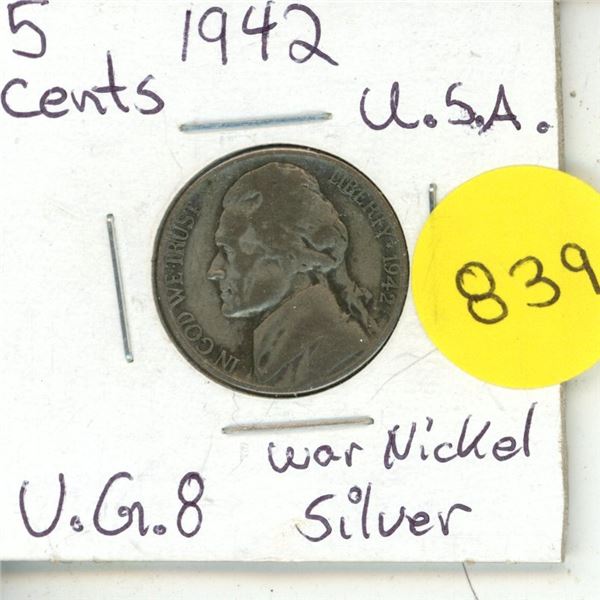 5 1942
cents U.S.A.
IN GOD WE TRUST
LIBERTY ★ 1942
839
V.G.8
war Nickel
silver